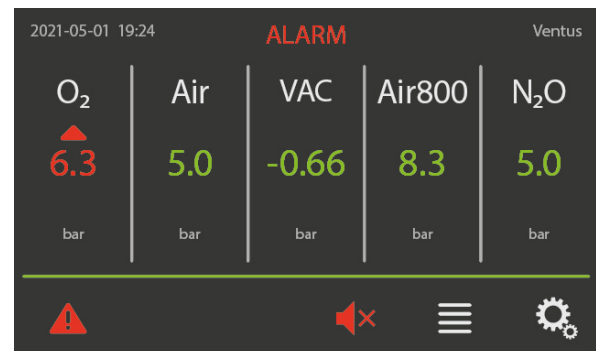 2021-05-01 19:24 ALARM Ventus
O₂ Air VAC Air800 N₂O
6.3 5.0 -0.66 8.3 5.0
bar bar bar bar bar